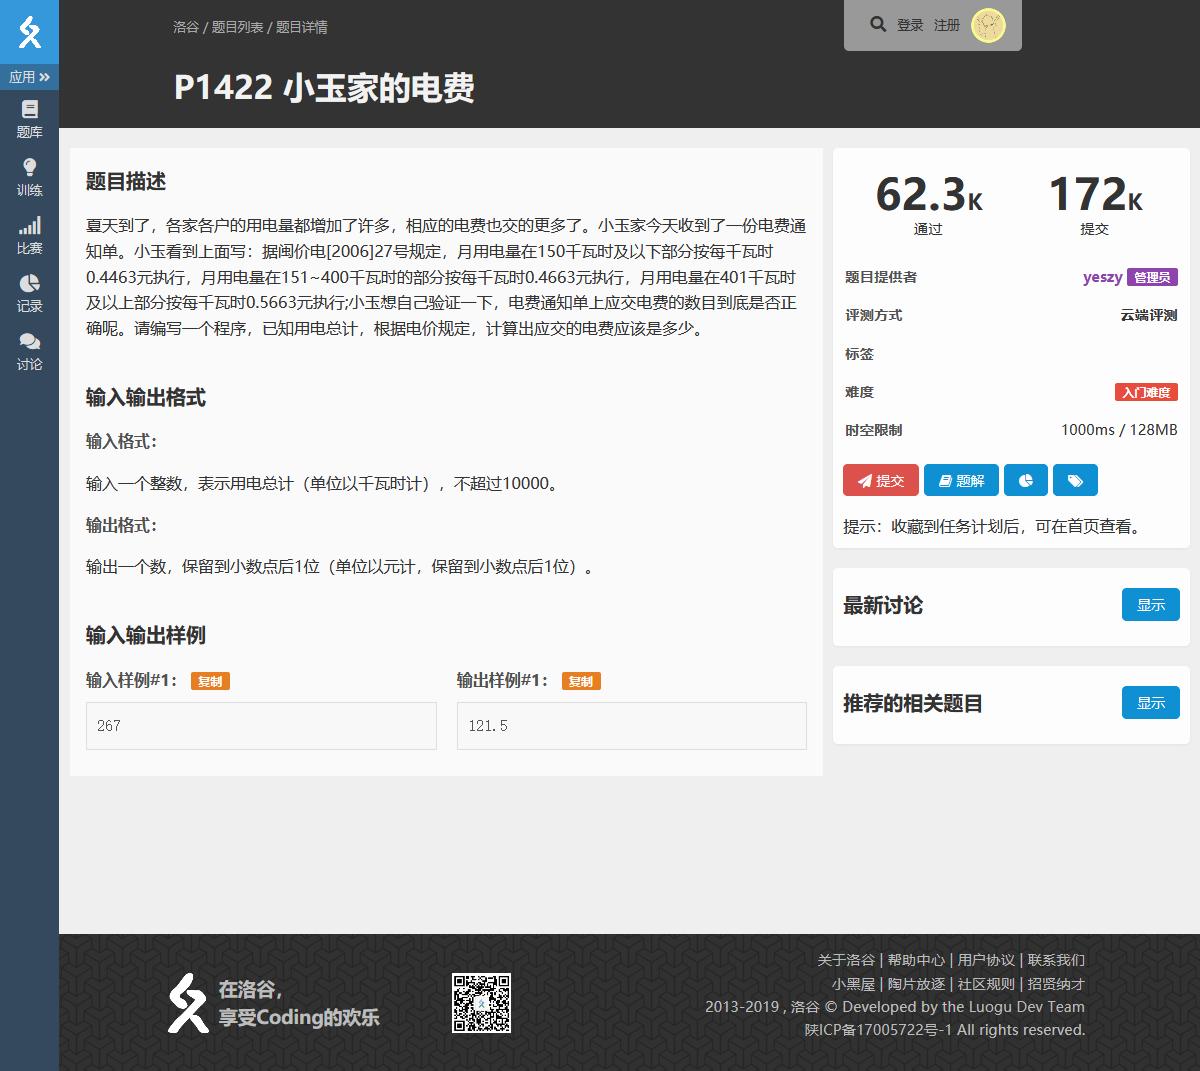 洛谷 / 题目列表 / 题目详情
登录 注册
P1422 小玉家的电费
应用
题库
训练
比赛
记录
讨论
题目描述
夏天到了，各家各户的用电量都增加了许多，相应的电费也交的更多了。小玉家今天收到了一份电费通
知单。小玉看到上面写：据闽价电[2006]27号规定，月用电量在150千瓦时及以下部分按每千瓦时
0.4463元执行，月用电量在151~400千瓦时的部分按每千瓦时0.4663元执行，月用电量在401千瓦时
及以上部分按每千瓦时0.5663元执行;小玉想自己验证一下，电费通知单上应交电费的数目到底是否正
确呢。请编写一个程序，已知用电总计，根据电价规定，计算出应交的电费应该是多少。
输入输出格式
输入格式：
输入一个整数，表示用电总计（单位以千瓦时计），不超过10000。
输出格式：
输出一个数，保留到小数点后1位（单位以元计，保留到小数点后1位）。
输入输出样例
输入样例#1： 复制
267
输出样例#1： 复制
121.5
62.3K
通过
172K
提交
题目提供者 yeszy 管理员
评测方式 云端评测
标签
难度 入门难度
时空限制 1000ms / 128MB
提交 题解
提示：收藏到任务计划后，可在首页查看。
最新讨论 显示
推荐的相关题目 显示
在洛谷，
享受Coding的欢乐
关于洛谷 | 帮助中心 | 用户协议 | 联系我们
小黑屋 | 陶片放逐 | 社区规则 | 招贤纳才
2013-2019 , 洛谷 © Developed by the Luogu Dev Team
陕ICP备17005722号-1 All rights reserved.